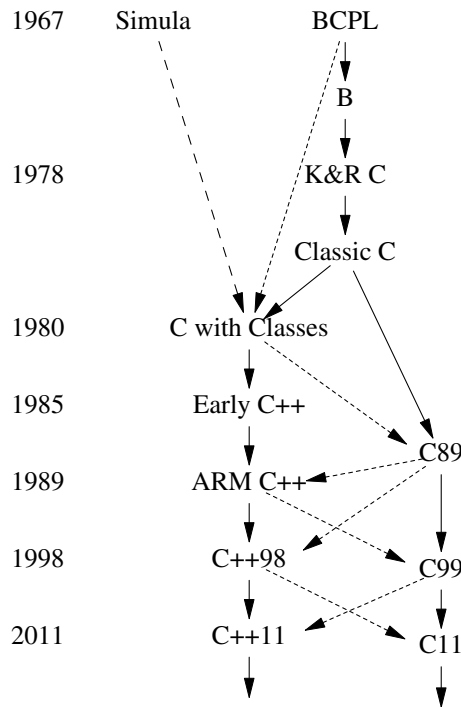 1967 Simula BCPL
B
1978 K&R C
Classic C
1980 C with Classes
1985 Early C++
C89
1989 ARM C++
1998 C++98
C99
2011 C++11
C11